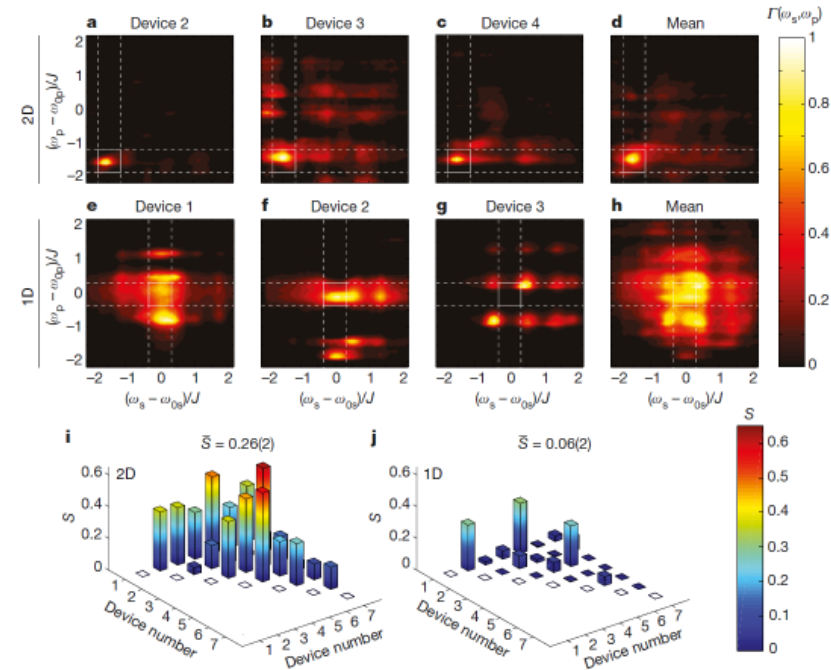 a Device 2 b Device 3 c Device 4 d Mean Γ(ωs,ωp)
2D
(ωp – ω0p)/J
2
1
0
–1
–2
1
0.8
0.6
0.4
0.2
0
e Device 1 f Device 2 g Device 3 h Mean
1D
(ωp – ω0p)/J
2
1
0
–1
–2
–2 –1 0 1 2 –2 –1 0 1 2 –2 –1 0 1 2 –2 –1 0 1 2
(ωs – ω0s)/J (ωs – ω0s)/J (ωs – ω0s)/J (ωs – ω0s)/J
i S̄ = 0.26(2) j S̄ = 0.06(2) S
2D 1D
S
0.6
0.4
0.2
0
S
0.6
0.4
0.2
0
0.6
0.5
0.4
0.3
0.2
0.1
0
1 2 3 4 5 6 7
Device number
1 2 3 4 5 6 7
Device number
1 2 3 4 5 6 7
Device number
1 2 3 4 5 6 7
Device number